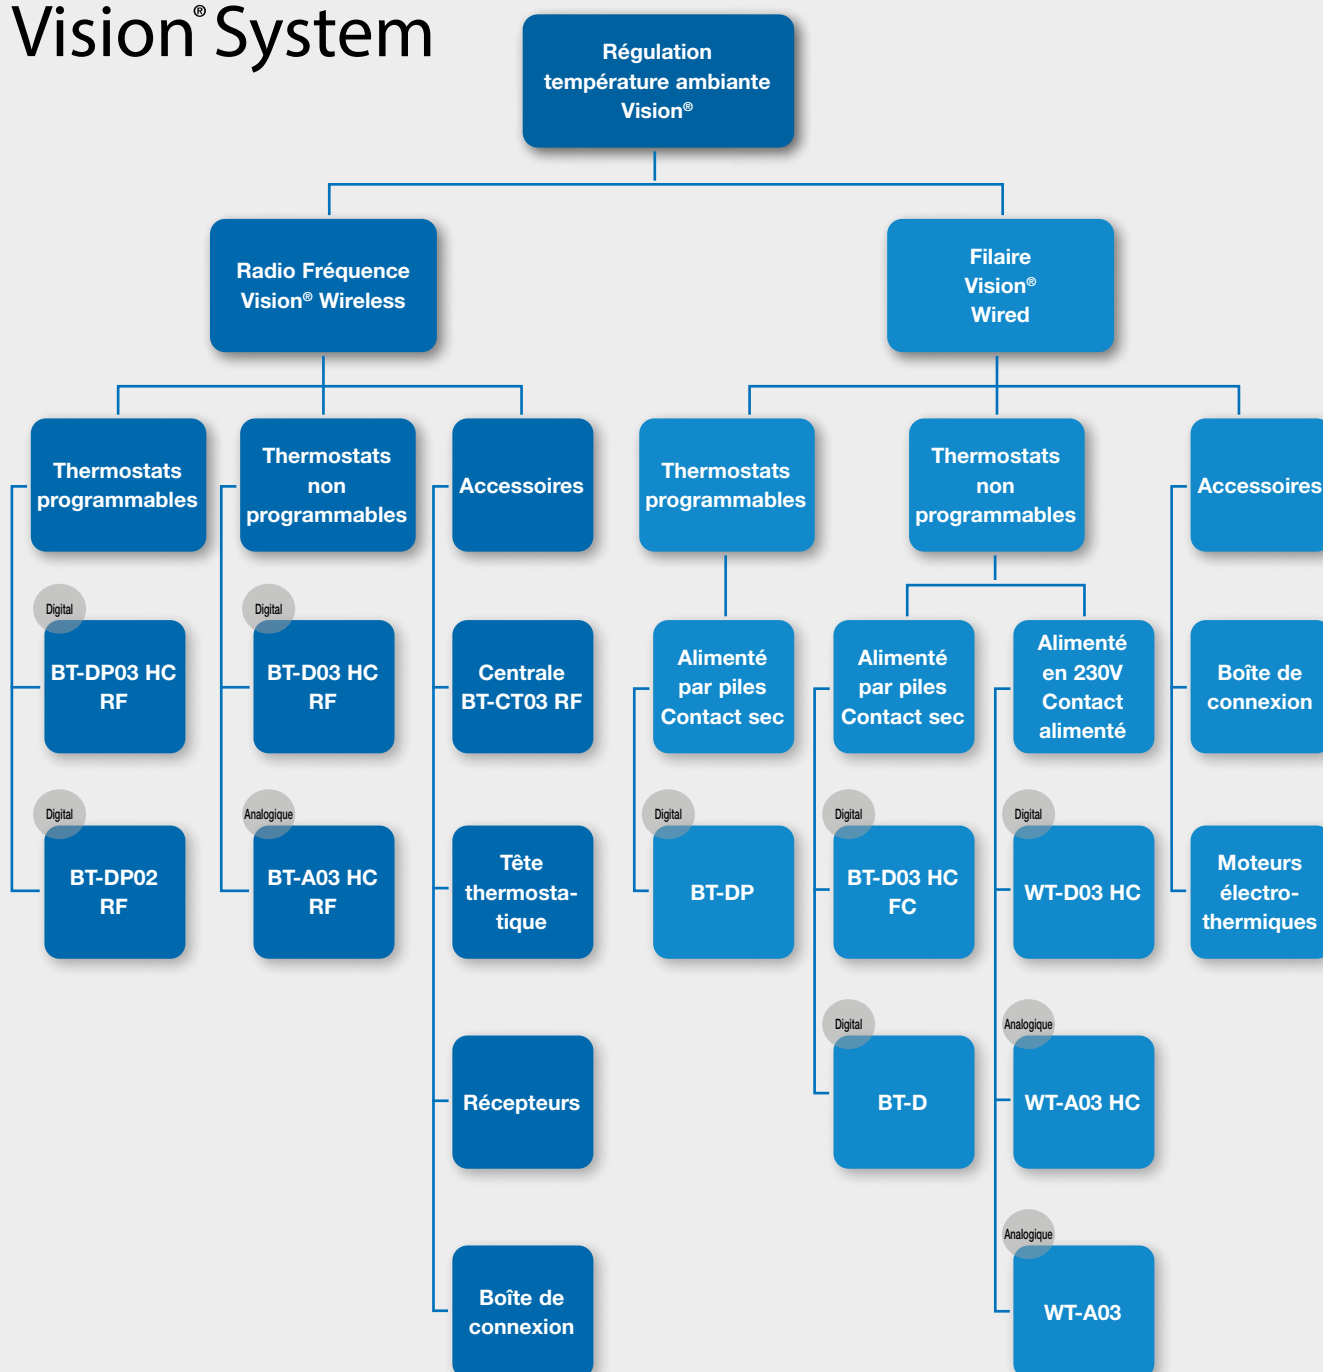 Vision® System
Régulation
température ambiante
Vision®
Radio Fréquence
Vision® Wireless
Filaire
Vision®
Wired
Thermostats
programmables
Thermostats
non
programmables
Accessoires
Thermostats
programmables
Thermostats
non
programmables
Accessoires
Digital
BT-DP03 HC
RF
Digital
BT-D03 HC
RF
Centrale
BT-CT03 RF
Alimenté
par piles
Contact sec
Alimenté
par piles
Contact sec
Alimenté
en 230V
Contact
alimenté
Boîte de
connexion
Digital
BT-DP02
RF
Analogique
BT-A03 HC
RF
Tête
thermosta-
tique
Digital
BT-DP
Digital
BT-D03 HC
FC
Digital
WT-D03 HC
Moteurs
électro-
thermiques
Récepteurs
Digital
BT-D
Analogique
WT-A03 HC
Boîte de
connexion
Analogique
WT-A03